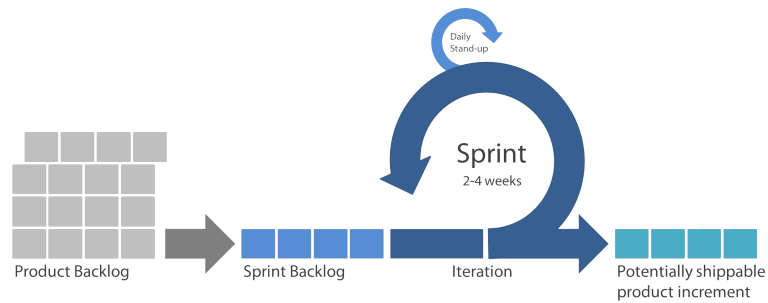 Daily
Stand-up
Sprint
2-4 weeks
Product Backlog
Sprint Backlog
Iteration
Potentially shippable
product increment